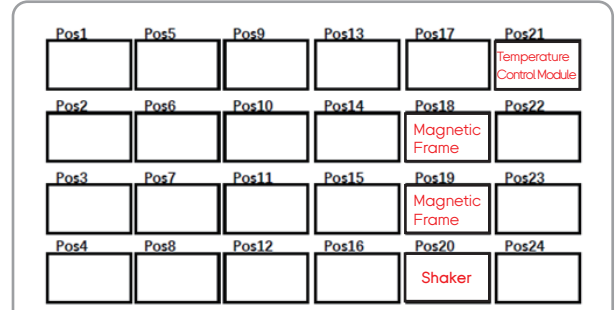 Pos1 Pos5 Pos9 Pos13 Pos17 Pos21
Temperature
Control Module
Pos2 Pos6 Pos10 Pos14 Pos18 Pos22
Magnetic
Frame
Pos3 Pos7 Pos11 Pos15 Pos19 Pos23
Magnetic
Frame
Pos4 Pos8 Pos12 Pos16 Pos20 Pos24
Shaker